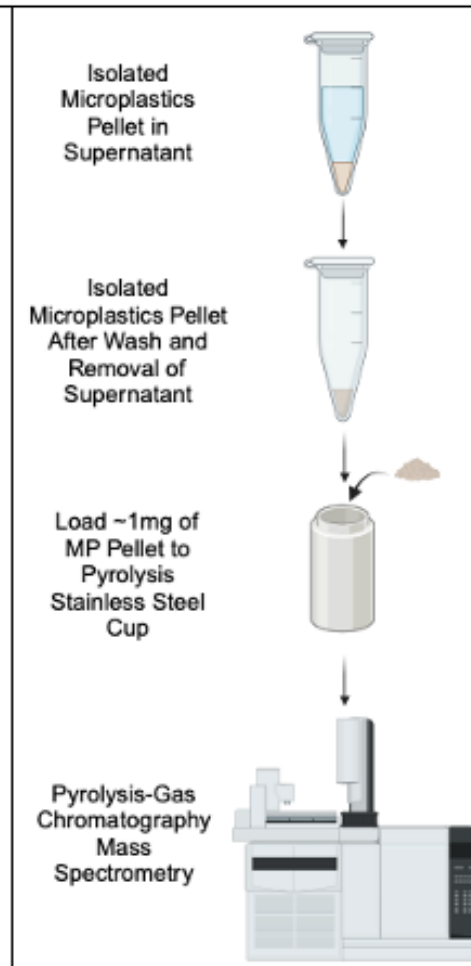 Isolated
Microplastics
Pellet in
Supernatant
Isolated
Microplastics Pellet
After Wash and
Removal of
Supernatant
Load ~1mg of
MP Pellet to
Pyrolysis
Stainless Steel
Cup
Pyrolysis-Gas
Chromatography
Mass
Spectrometry